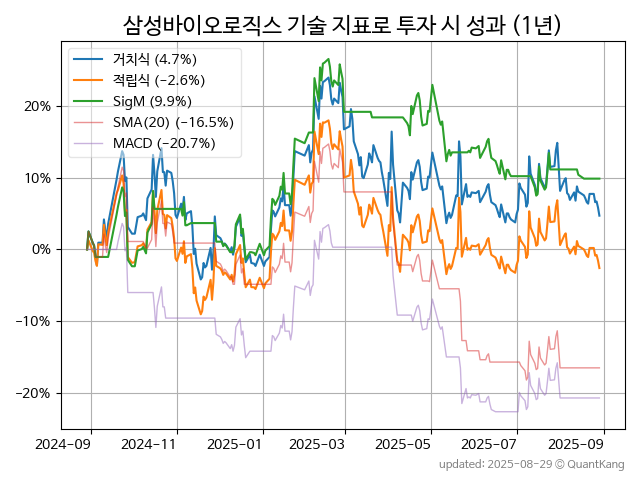 삼성바이오로직스 기술 지표로 투자 시 성과 (1년)
거치식 (4.7%)
적립식 (−2.6%)
SigM (9.9%)
SMA(20) (−16.5%)
MACD (−20.7%)
20%
10%
0%
−10%
−20%
2024-09 2024-11 2025-01 2025-03 2025-05 2025-07 2025-09
updated: 2025-08-29 @ QuantKang